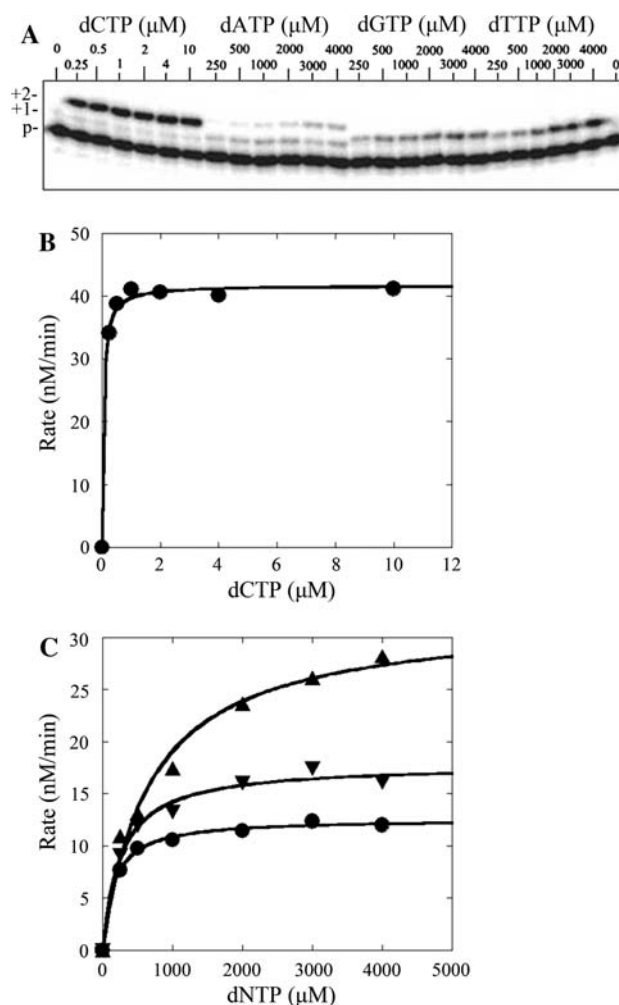 A dCTP (μM) dATP (μM) dGTP (μM) dTTP (μM)
0 0.5 2 10 500 2000 4000 500 2000 4000 500 2000 4000
0.25 1 4 250 1000 3000 250 1000 3000 250 1000 3000 0
+2-
+1-
p-
B
50
40
30
20
10
0
Rate (nM/min)
0 2 4 6 8 10 12
dCTP (μM)
C
30
25
20
15
10
5
0
Rate (nM/min)
0 1000 2000 3000 4000 5000
dNTP (μM)